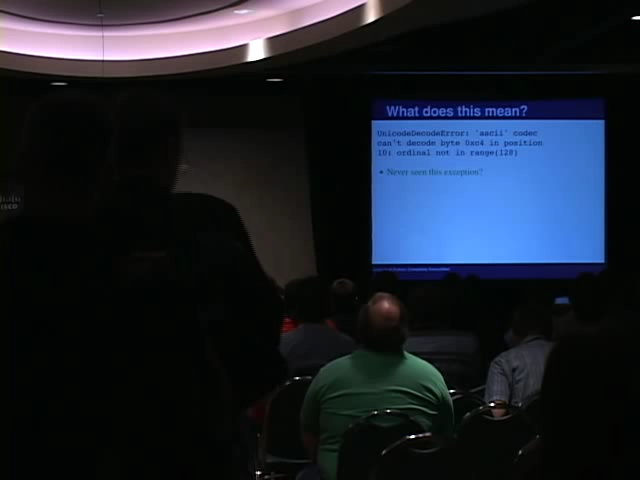 What does this mean?
UnicodeDecodeError: 'ascii' codec
can't decode byte 0xc4 in position
10: ordinal not in range(128)
• Never seen this exception?